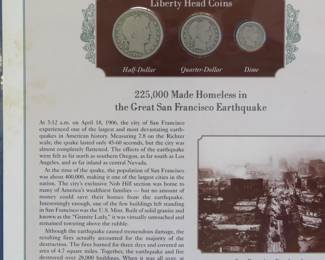 Liberty Head Coins
Half-Dollar Quarter-Dollar Dime
225,000 Made Homeless in
the Great San Francisco Earthquake
At 5:12 a.m. on April 18, 1906, the city of San Francisco
experienced one of the largest and most devastating earth-
quakes in American history. Measuring 7.8 on the Richter
scale, the quake lasted only 45-60 seconds, but the city was
almost completely flattened. The effects of the earthquake
were felt as far north as southern Oregon, as far south as Los
Angeles, and as far inland as central Nevada.
At the time of the quake, the population of San Francisco
was about 400,000, making it one of the largest cities in the
nation. The city's exclusive Nob Hill section was home to
many of America's wealthiest families — but no amount of
money could save their homes from the earthquake.
Interestingly enough, one of the few buildings left standing
in San Francisco was the U.S. Mint. Built of solid granite and
known as the "Granite Lady," it was virtually untouched and
remained towering above the rubble.
Although the earthquake caused tremendous damage, the
resulting fires actually accounted for the majority of the
destruction. The fires burned for three days and covered an
area of 4.7 square miles. Together, the earthquake and fire
destroyed over 28,000 buildings. When it was all over, at